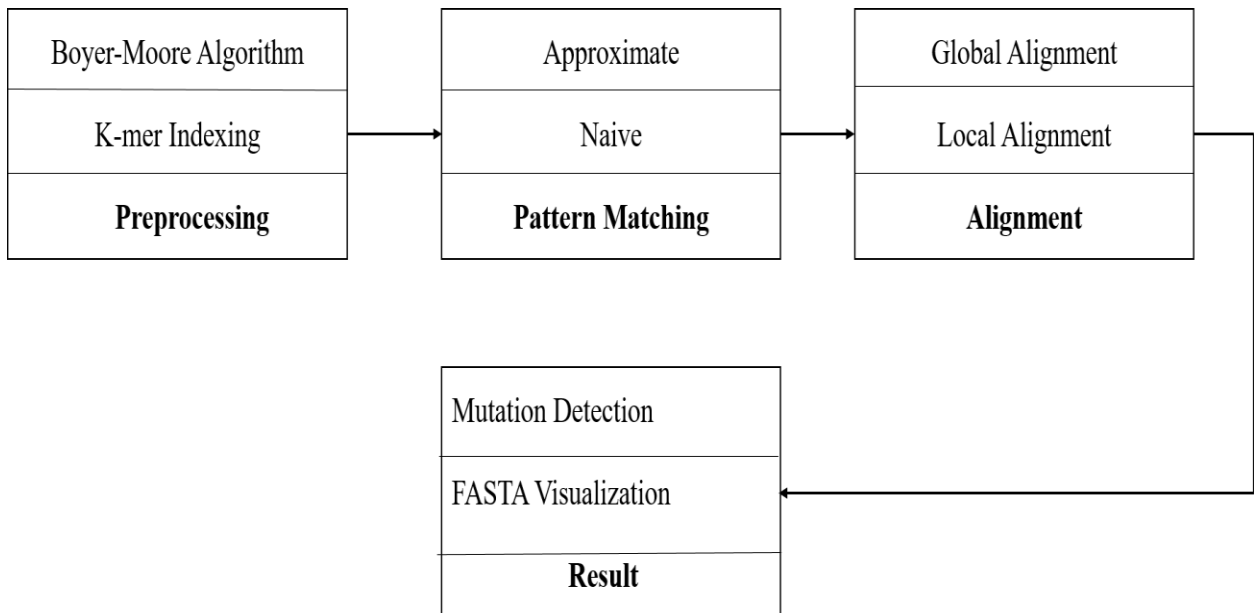 Boyer-Moore Algorithm
K-mer Indexing
Preprocessing
Approximate
Naive
Pattern Matching
Global Alignment
Local Alignment
Alignment
Mutation Detection
FASTA Visualization
Result